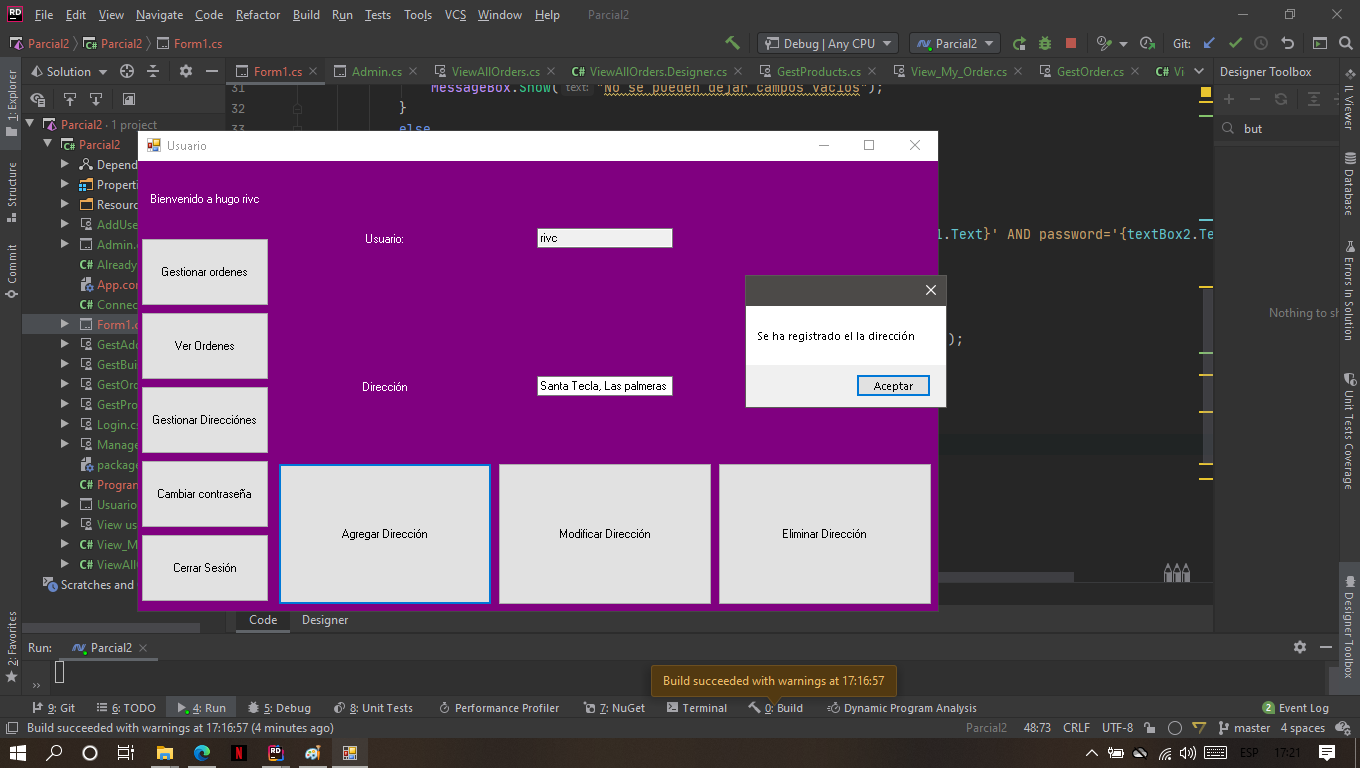 RD File Edit View Navigate Code Refactor Build Run Tests Tools VCS Window Help Parcial2
Parcial2 Parcial2 Form1.cs Debug | Any CPU Parcial2 Git:
Solution Form1.cs Admin.cs ViewAllOrders.cs C# ViewAllOrders.Designer.cs GestProducts.cs View_My_Order.cs GestOrder.cs C# Vi Designer Toolbox
1: Explorer
Structure
Commit
2: Favorites
31 MessageBox.Show( text: "No se pueden dejar campos vacios");
32 }
33 else
but
Nothing to sh
IL Viewer
Database
Errors In Solution
Unit Tests Coverage
Designer Toolbox
Parcial2 · 1 project
C# Parcial2
Depend
Properti
Resourc
AddUse
Admin.
C# Already
App.cor
C# Connec
Form1.c
GestAdd
GestBui
GestOrd
GestPro
Login.cs
Manage
package
C# Program
Usuario
View us
C# View_M
C# ViewAll
Scratches and
1.Text}' AND password='{textBox2.Te
);
Usuario
Bienvenido a hugo rivc
Usuario: rivc
Gestionar ordenes
Ver Ordenes
Gestionar Direcciónes
Cambiar contraseña
Cerrar Sesión
Dirección Santa Tecla, Las palmeras
Agregar Dirección Modificar Dirección Eliminar Dirección
Se ha registrado el la dirección
Aceptar
Code Designer
Run: Parcial2
Build succeeded with warnings at 17:16:57
9: Git 6: TODO 4: Run 5: Debug 8: Unit Tests Performance Profiler 7: NuGet Terminal 0: Build Dynamic Program Analysis 2 Event Log
Build succeeded with warnings at 17:16:57 (4 minutes ago) Parcial2 48:73 CRLF UTF-8 master 4 spaces
N RD ESP 17:21